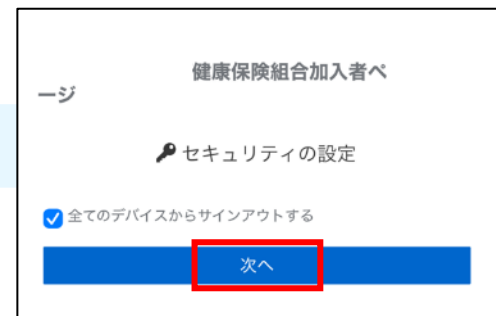 健康保険組合加入者ペ
ージ
セキュリティの設定
全てのデバイスからサインアウトする
次へ